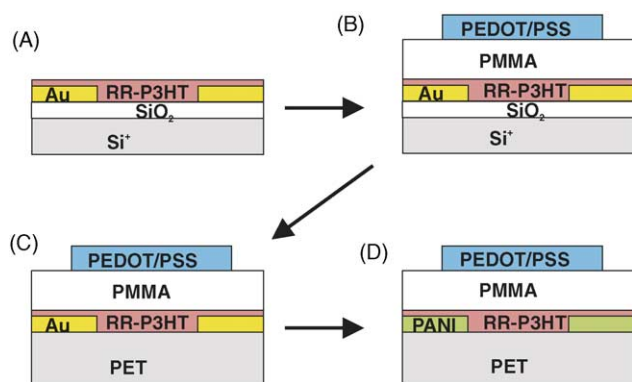 (A)
Au RR-P3HT
SiO₂
Si⁺
(B)
PEDOT/PSS
PMMA
Au RR-P3HT
SiO₂
Si⁺
(C)
PEDOT/PSS
PMMA
Au RR-P3HT
PET
(D)
PEDOT/PSS
PMMA
PANI RR-P3HT
PET